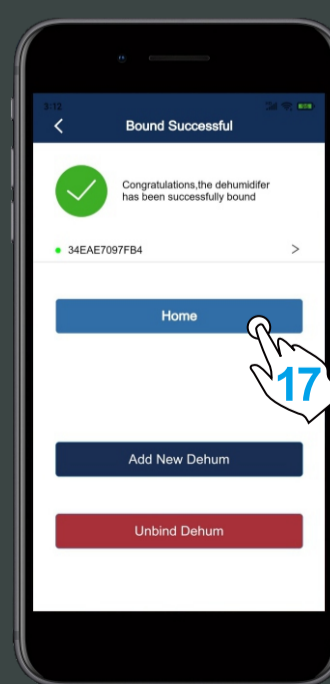 3:12
Bound Successful
Congratulations,the dehumidifer
has been successfully bound
34EAE7097FB4
Home
17
Add New Dehum
Unbind Dehum